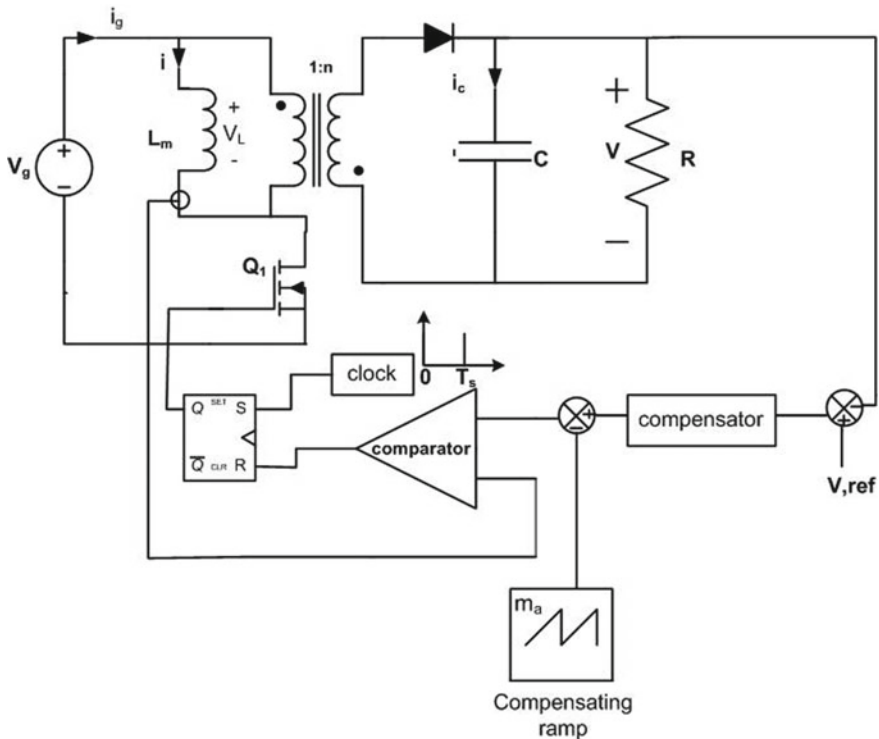 i_g
i
1:n
+
V_L
-
L_m
V_g
+
−
i_c
C
+
V
−
R
Q_1
clock
0
T_s
Q
SET
S
Q̅
CLR
R
comparator
+
−
compensator
−
+
V,ref
m_a
Compensating
ramp